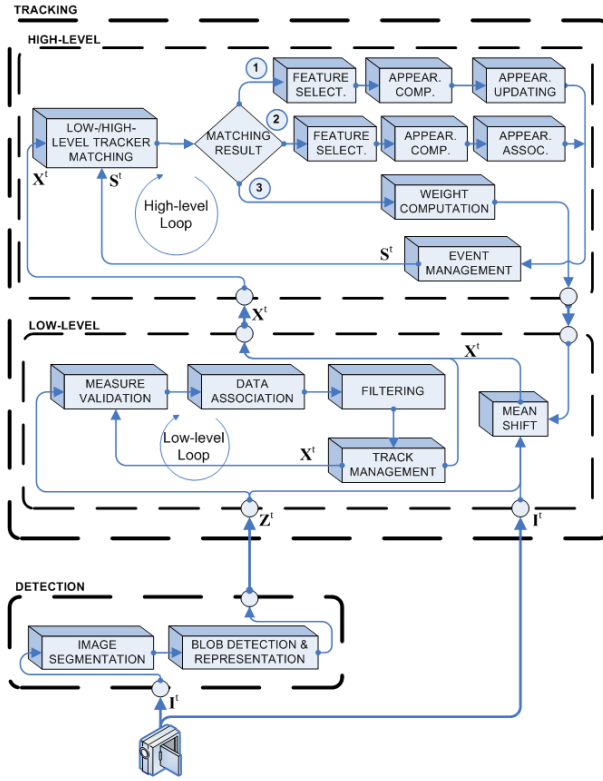 TRACKING
HIGH-LEVEL
1
FEATURE
SELECT.
APPEAR.
COMP.
APPEAR.
UPDATING
LOW-/HIGH-
LEVEL TRACKER
MATCHING
MATCHING
RESULT
2
FEATURE
SELECT.
APPEAR.
COMP.
APPEAR.
ASSOC.
X^t
S^t
3
WEIGHT
COMPUTATION
High-level
Loop
S^t
EVENT
MANAGEMENT
X^t
LOW-LEVEL
X^t
MEASURE
VALIDATION
DATA
ASSOCIATION
FILTERING
MEAN
SHIFT
Low-level
Loop
X^t
TRACK
MANAGEMENT
Z^t
I^t
DETECTION
IMAGE
SEGMENTATION
BLOB DETECTION &
REPRESENTATION
I^t